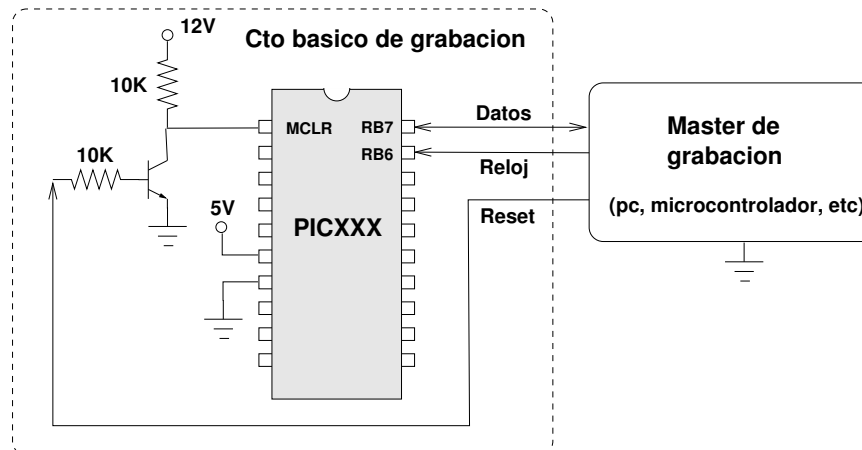 12V
Cto basico de grabacion
10K
MCLR
RB7
Datos
Master de
grabacion
RB6
Reloj
10K
5V
PICXXX
Reset
(pc, microcontrolador, etc)